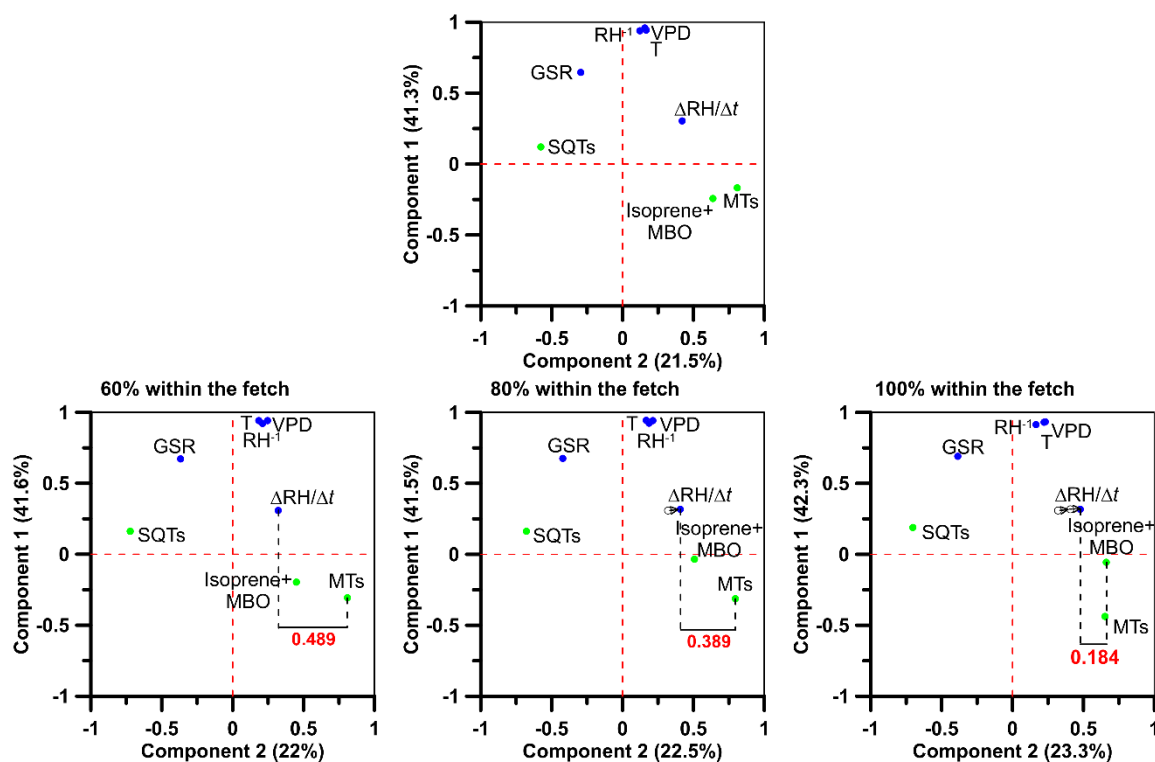 1
RH⁻¹ VPD
T
GSR
0.5
ΔRH/Δt
SQTs
0
Isoprene+ MTs
MBO
-0.5
-1
Component 1 (41.3%)
-1 -0.5 0 0.5 1
Component 2 (21.5%)
60% within the fetch
1
T VPD
RH⁻¹
GSR
0.5
ΔRH/Δt
SQTs
0
Isoprene+ MTs
MBO
-0.5
0.489
-1
Component 1 (41.6%)
-1 -0.5 0 0.5 1
Component 2 (22%)
80% within the fetch
1
T VPD
RH⁻¹
GSR
0.5
ΔRH/Δt
Isoprene+
SQTs
MBO
0
MTs
-0.5
0.389
-1
Component 1 (41.5%)
-1 -0.5 0 0.5 1
Component 2 (22.5%)
100% within the fetch
1
RH⁻¹ VPD
T
GSR
0.5
ΔRH/Δt
Isoprene+
SQTs
MBO
0
-0.5
MTs
0.184
-1
Component 1 (42.3%)
-1 -0.5 0 0.5 1
Component 2 (23.3%)